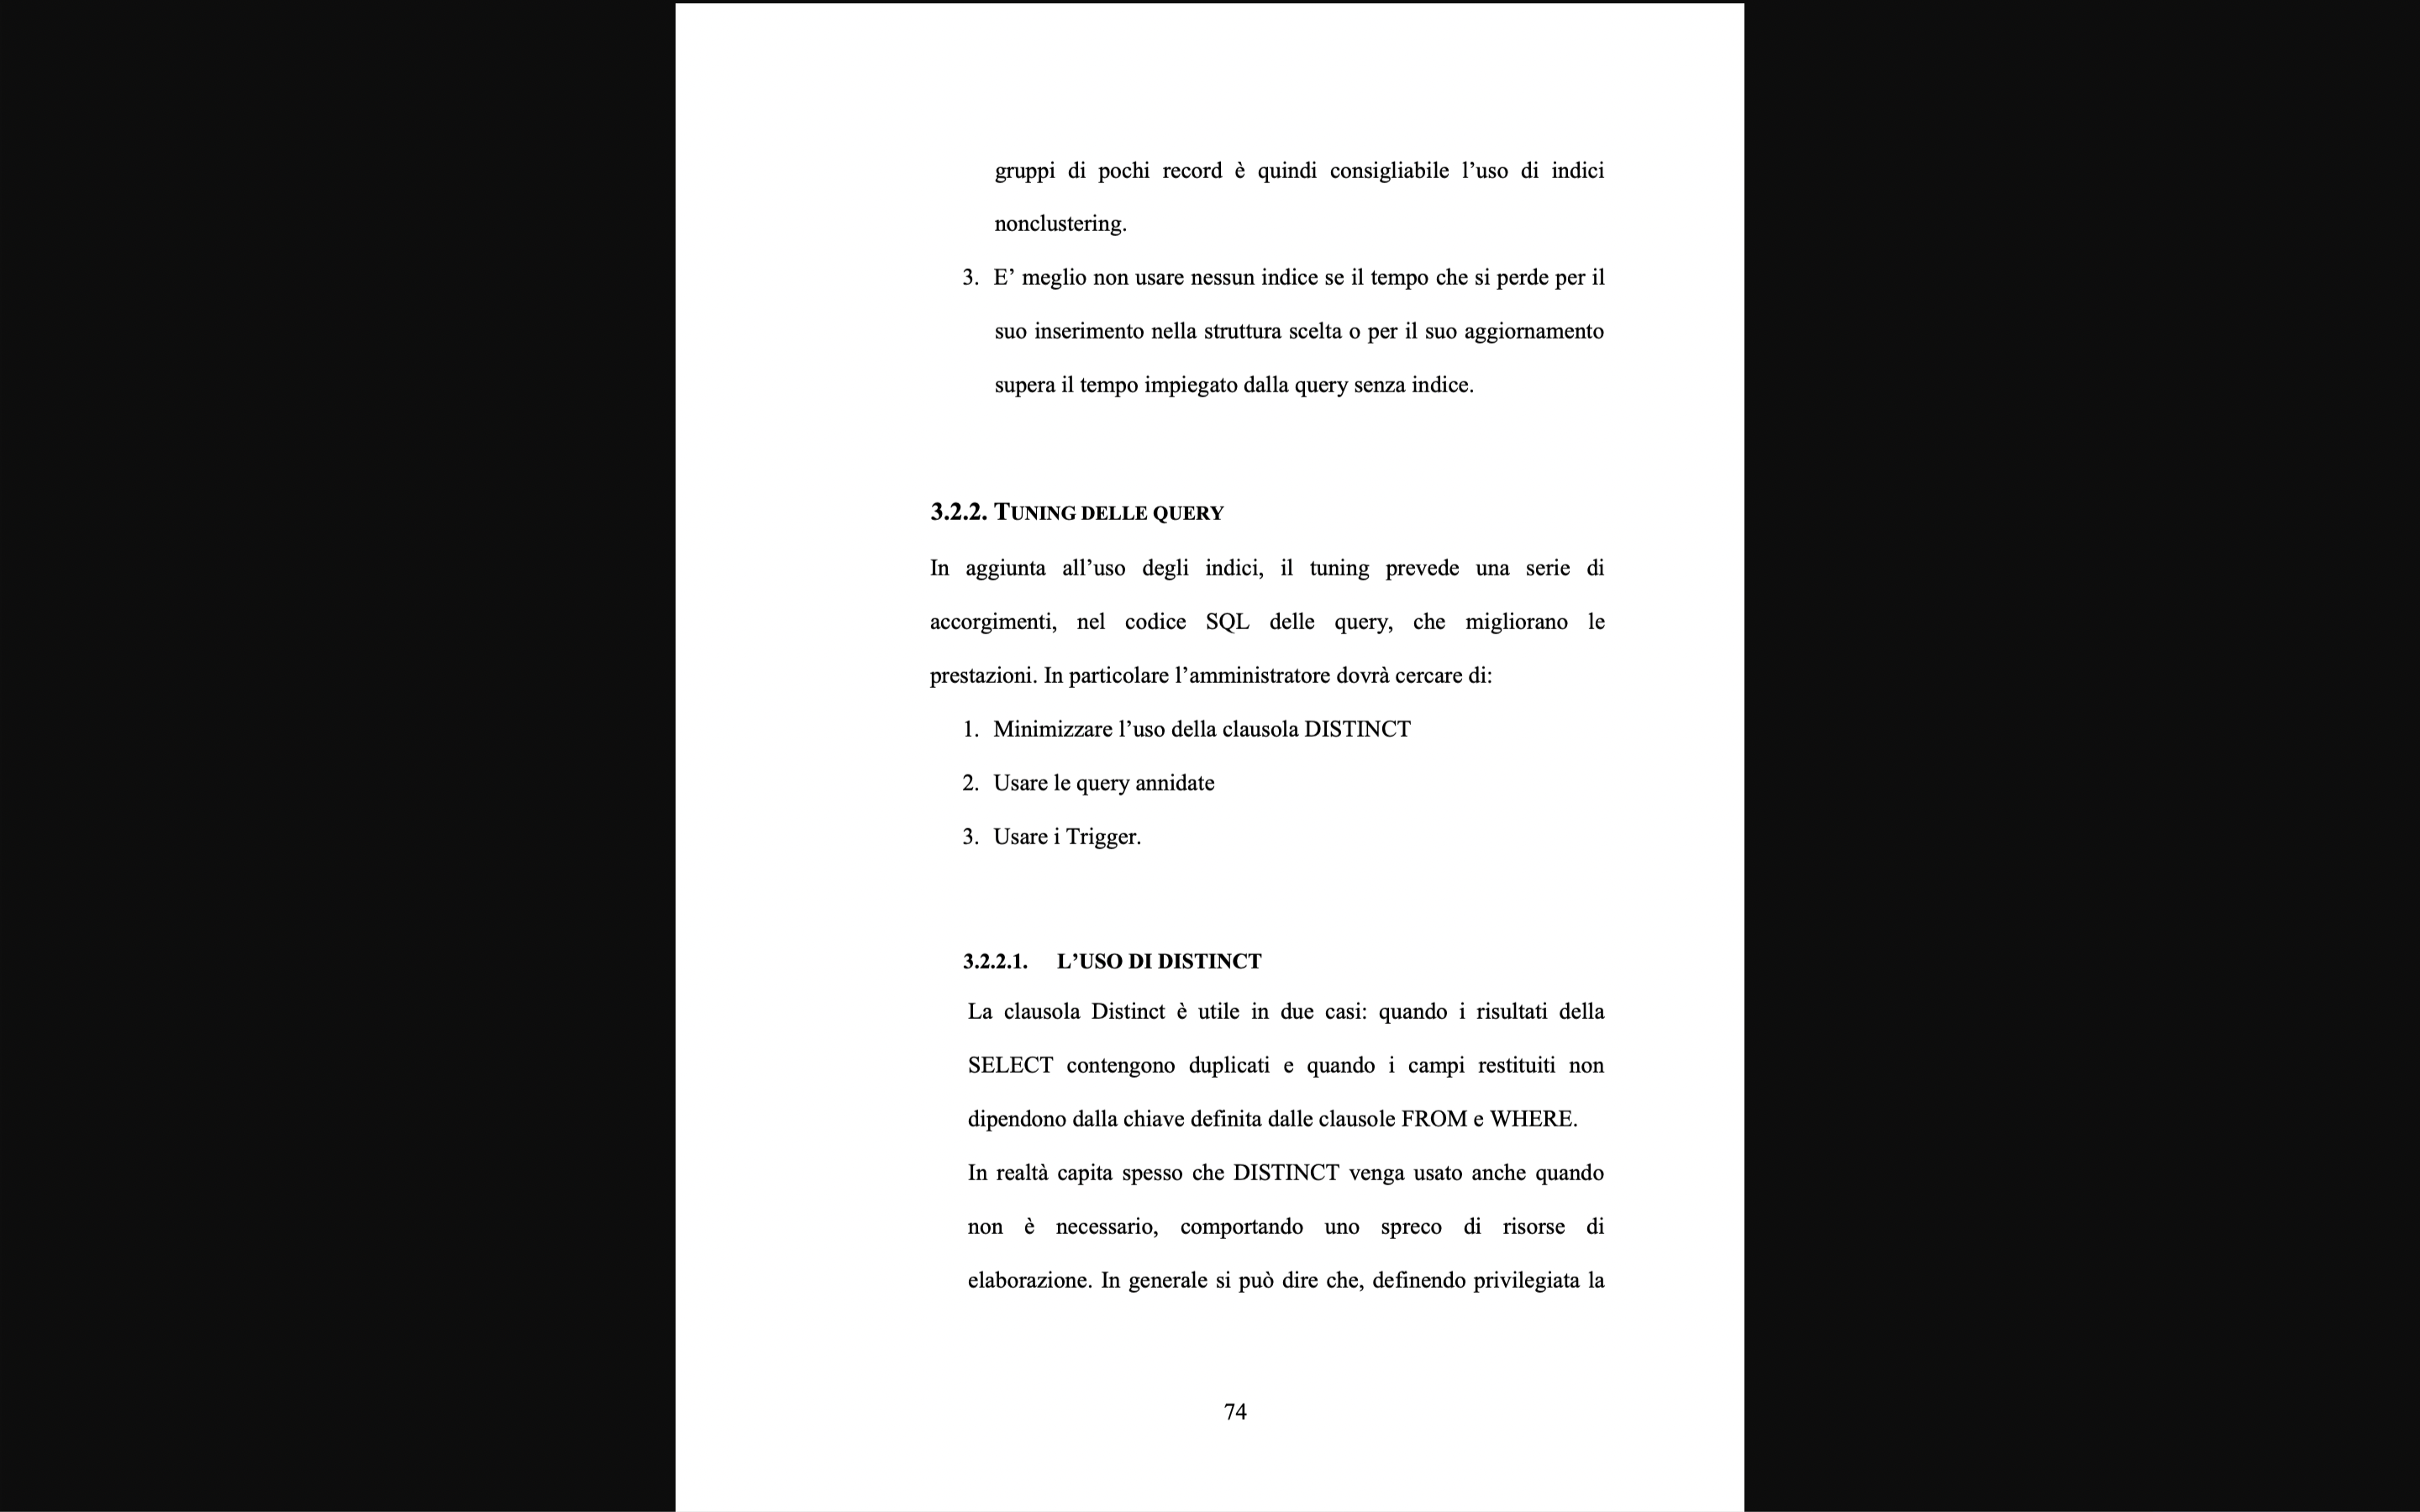 gruppi di pochi record è quindi consigliabile l’uso di indici
nonclustering.
3. E’ meglio non usare nessun indice se il tempo che si perde per il
suo inserimento nella struttura scelta o per il suo aggiornamento
supera il tempo impiegato dalla query senza indice.
3.2.2. TUNING DELLE QUERY
In aggiunta all’uso degli indici, il tuning prevede una serie di
accorgimenti, nel codice SQL delle query, che migliorano le
prestazioni. In particolare l’amministratore dovrà cercare di:
1. Minimizzare l’uso della clausola DISTINCT
2. Usare le query annidate
3. Usare i Trigger.
3.2.2.1. L’USO DI DISTINCT
La clausola Distinct è utile in due casi: quando i risultati della
SELECT contengono duplicati e quando i campi restituiti non
dipendono dalla chiave definita dalle clausole FROM e WHERE.
In realtà capita spesso che DISTINCT venga usato anche quando
non è necessario, comportando uno spreco di risorse di
elaborazione. In generale si può dire che, definendo privilegiata la
74